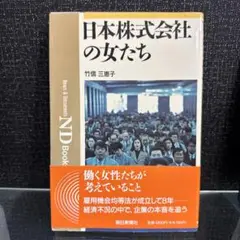 日本株式会社
の女たち
竹信 三恵子
ND Book
働く女性たちが
考えていること
雇用機会均等法が成立して8年
経済不況の中で、企業の本音を追う
朝日新聞社